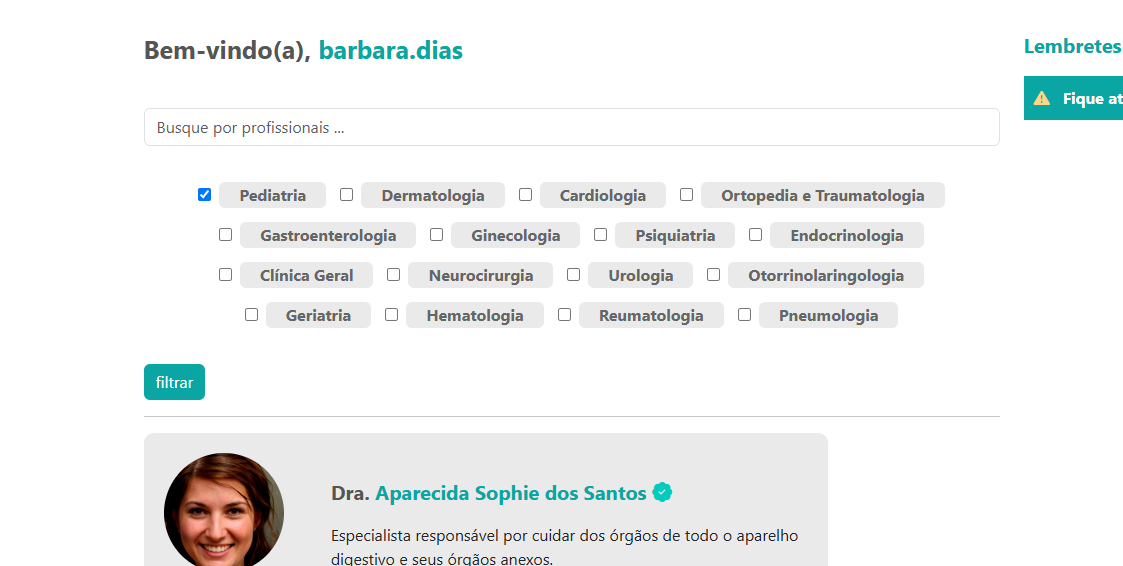 Bem-vindo(a), barbara.dias
Lembretes
Fique at
Busque por profissionais ...
Pediatria Dermatologia Cardiologia Ortopedia e Traumatologia
Gastroenterologia Ginecologia Psiquiatria Endocrinologia
Clínica Geral Neurocirurgia Urologia Otorrinolaringologia
Geriatria Hematologia Reumatologia Pneumologia
filtrar
Dra. Aparecida Sophie dos Santos
Especialista responsável por cuidar dos órgãos de todo o aparelho
digestivo e seus órgãos anexos.